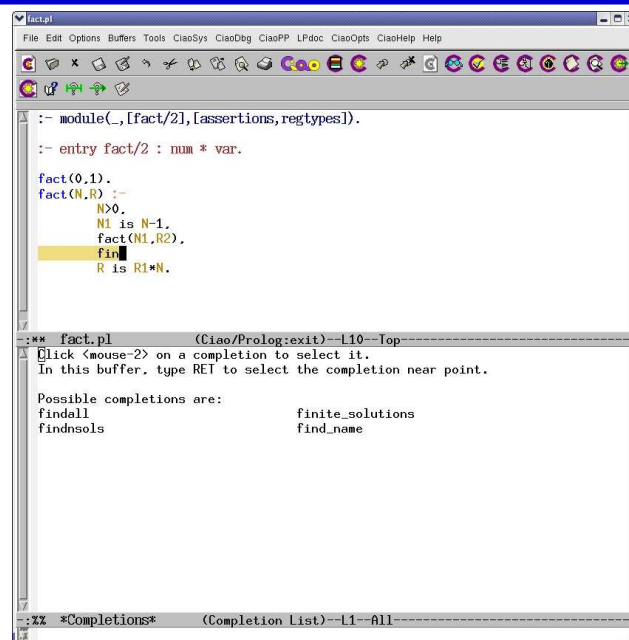 fact.pl
File Edit Options Buffers Tools CiaoSys CiaoDbg CiaoPP LPdoc CiaoOpts CiaoHelp Help
Ciao
:- module(_,[fact/2],[assertions,regtypes]).
:- entry fact/2 : num * var.
fact(0,1).
fact(N,R) :-
N>0,
N1 is N-1,
fact(N1,R2),
fin
R is R1*N.
-:** fact.pl (Ciao/Prolog:exit)--L10--Top----------------------------
Click <mouse-2> on a completion to select it.
In this buffer, type RET to select the completion near point.
Possible completions are:
findall finite_solutions
findnsols find_name
-:%% *Completions* (Completion List)--L1--All-----------------------------